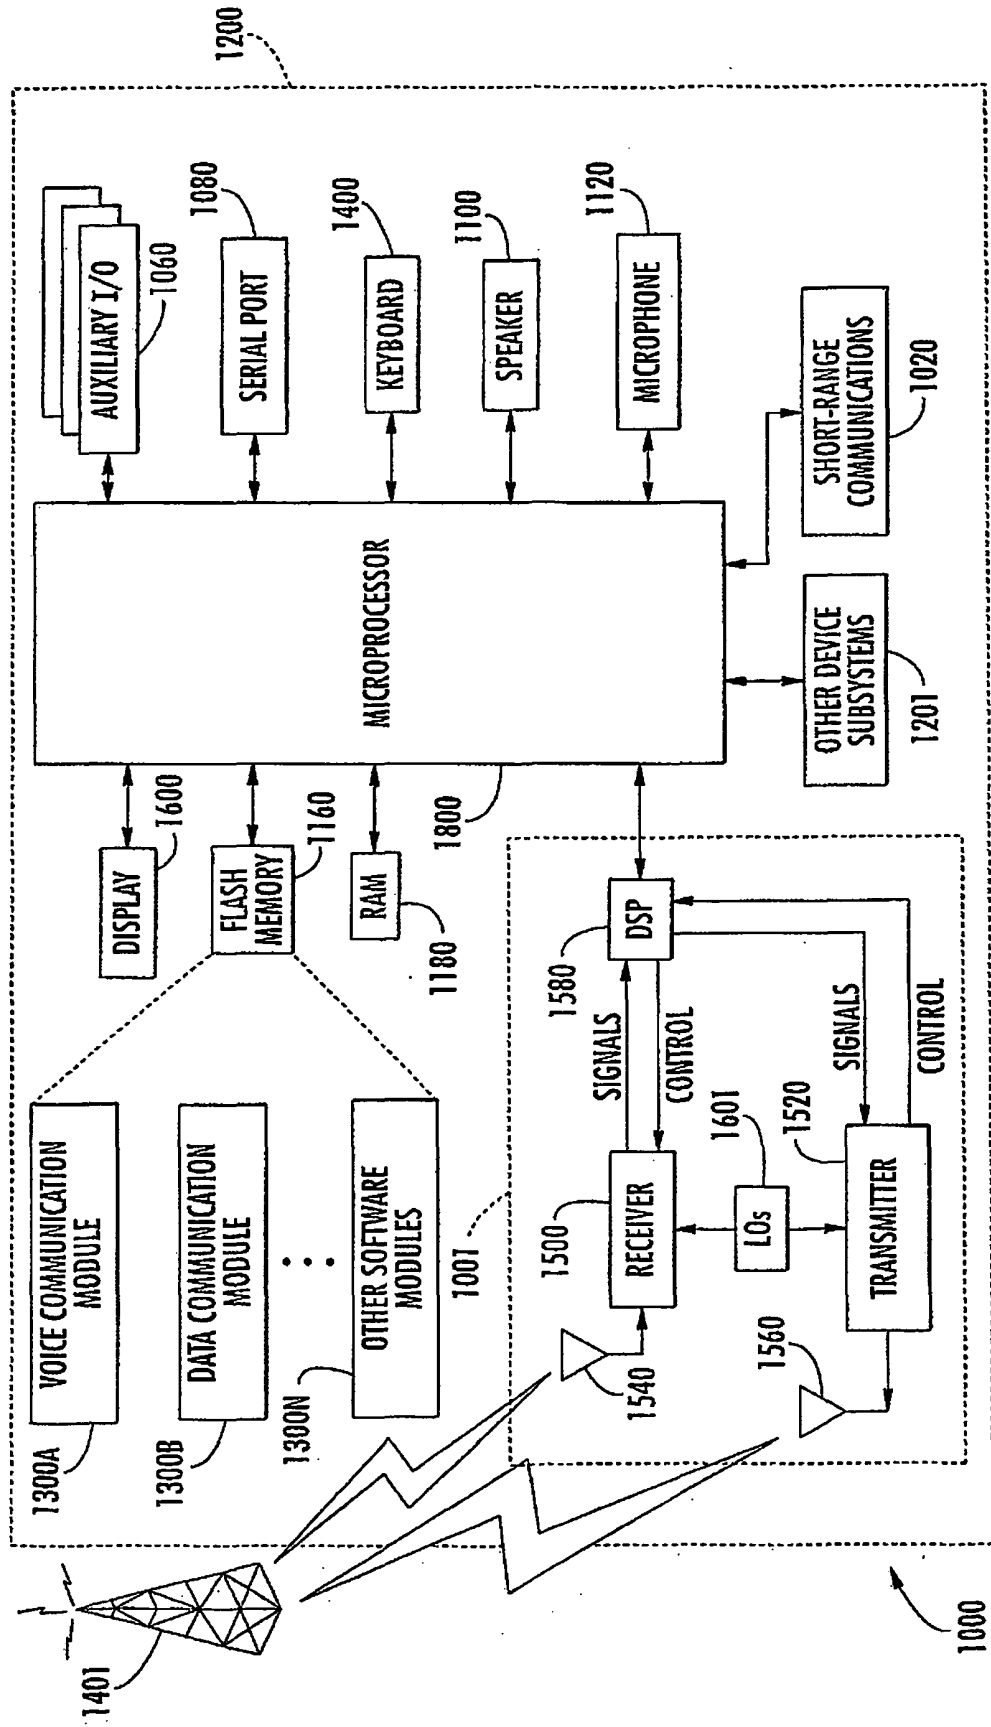 1200
AUXILIARY I/O
1060
SERIAL PORT
1080
KEYBOARD
1400
SPEAKER
1100
MICROPHONE
1120
SHORT-RANGE
COMMUNICATIONS
1020
MICROPROCESSOR
1800
OTHER DEVICE
SUBSYSTEMS
1201
DISPLAY
1600
FLASH
MEMORY
1160
RAM
1180
VOICE COMMUNICATION
MODULE
1300A
DATA COMMUNICATION
MODULE
1300B
OTHER SOFTWARE
MODULES
1300N
1001
DSP
1580
SIGNALS
CONTROL
SIGNALS
CONTROL
RECEIVER
1500
LOs
1601
TRANSMITTER
1520
1540
1560
1401
1000